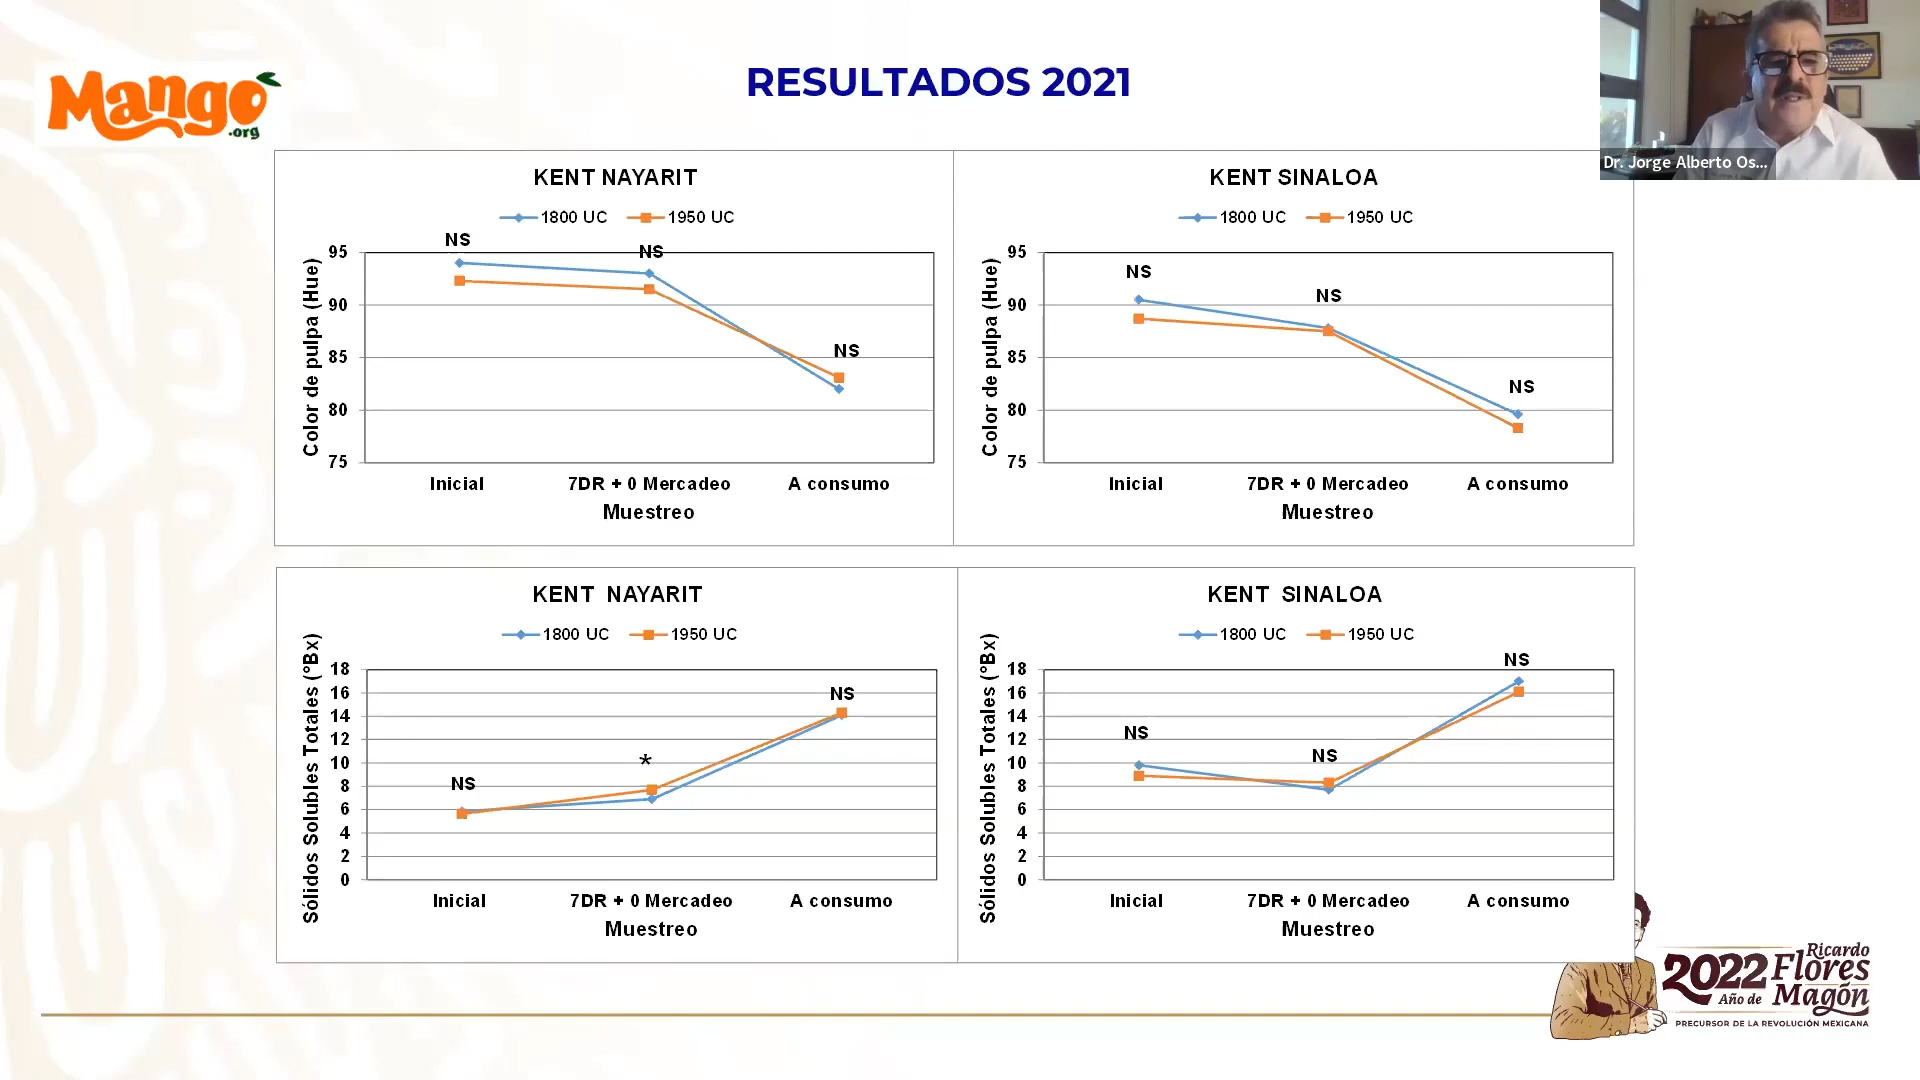 Mango
.org
RESULTADOS 2021
Dr. Jorge Alberto Os...
KENT NAYARIT
1800 UC 1950 UC
Color de pulpa (Hue)
95
90
85
80
75
NS
NS
NS
Inicial 7DR + 0 Mercadeo A consumo
Muestreo
KENT SINALOA
1800 UC 1950 UC
Color de pulpa (Hue)
95
90
85
80
75
NS
NS
NS
Inicial 7DR + 0 Mercadeo A consumo
Muestreo
KENT NAYARIT
1800 UC 1950 UC
Sólidos Solubles Totales (°Bx)
18
16
14
12
10
8
6
4
2
0
NS
*
NS
Inicial 7DR + 0 Mercadeo A consumo
Muestreo
KENT SINALOA
1800 UC 1950 UC
Sólidos Solubles Totales (°Bx)
18
16
14
12
10
8
6
4
2
0
NS
NS
NS
Inicial 7DR + 0 Mercadeo A consumo
Muestreo
2022
Año de
Ricardo
Flores
Magón
PRECURSOR DE LA REVOLUCIÓN MEXICANA